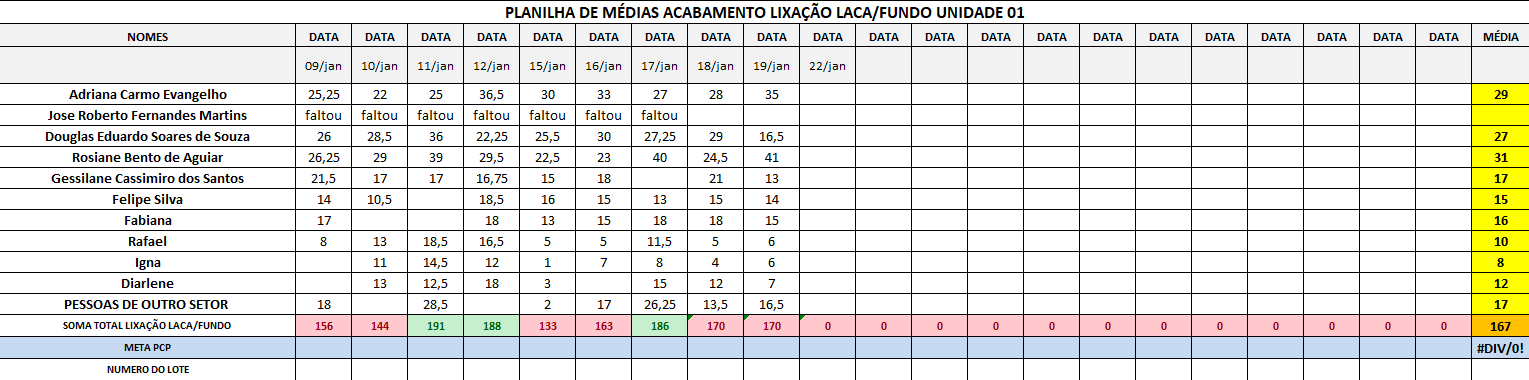 PLANILHA DE MÉDIAS ACABAMENTO LIXAÇÃO LACA/FUNDO UNIDADE 01
NOMES DATA DATA DATA DATA DATA DATA DATA DATA DATA DATA DATA DATA DATA DATA DATA DATA DATA DATA DATA DATA DATA MÉDIA
09/jan 10/jan 11/jan 12/jan 15/jan 16/jan 17/jan 18/jan 19/jan 22/jan
Adriana Carmo Evangelho 25,25 22 25 36,5 30 33 27 28 35 29
Jose Roberto Fernandes Martins faltou faltou faltou faltou faltou faltou faltou
Douglas Eduardo Soares de Souza 26 28,5 36 22,25 25,5 30 27,25 29 16,5 27
Rosiane Bento de Aguiar 26,25 29 39 29,5 22,5 23 40 24,5 41 31
Gessilane Cassimiro dos Santos 21,5 17 17 16,75 15 18 21 13 17
Felipe Silva 14 10,5 18,5 16 15 13 15 14 15
Fabiana 17 18 13 15 18 18 15 16
Rafael 8 13 18,5 16,5 5 5 11,5 5 6 10
Igna 11 14,5 12 1 7 8 4 6 8
Diarlene 13 12,5 18 3 15 12 7 12
PESSOAS DE OUTRO SETOR 18 28,5 2 17 26,25 13,5 16,5 17
SOMA TOTAL LIXAÇÃO LACA/FUNDO 156 144 191 188 133 163 186 170 170 0 0 0 0 0 0 0 0 0 0 0 0 167
META PCP #DIV/0!
NUMERO DO LOTE